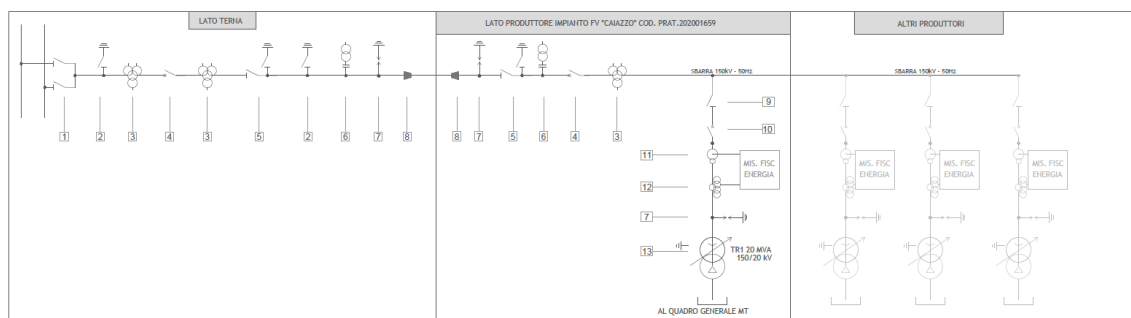 LATO TERNA
LATO PRODUTTORE IMPIANTO FV "CAIAZZO" COD. PRAT.202001659
ALTRI PRODUTTORI
SBARRA 150kV - 50Hz
SBARRA 150kV - 50Hz
1 2 3 4 3 5 2 6 7 8 8 7 5 6 4 3
9
10
11
12
7
13
MIS. FISC
ENERGIA
MIS. FISC
ENERGIA
MIS. FISC
ENERGIA
MIS. FISC
ENERGIA
TR1 20 MVA
150/20 kV
AL QUADRO GENERALE MT